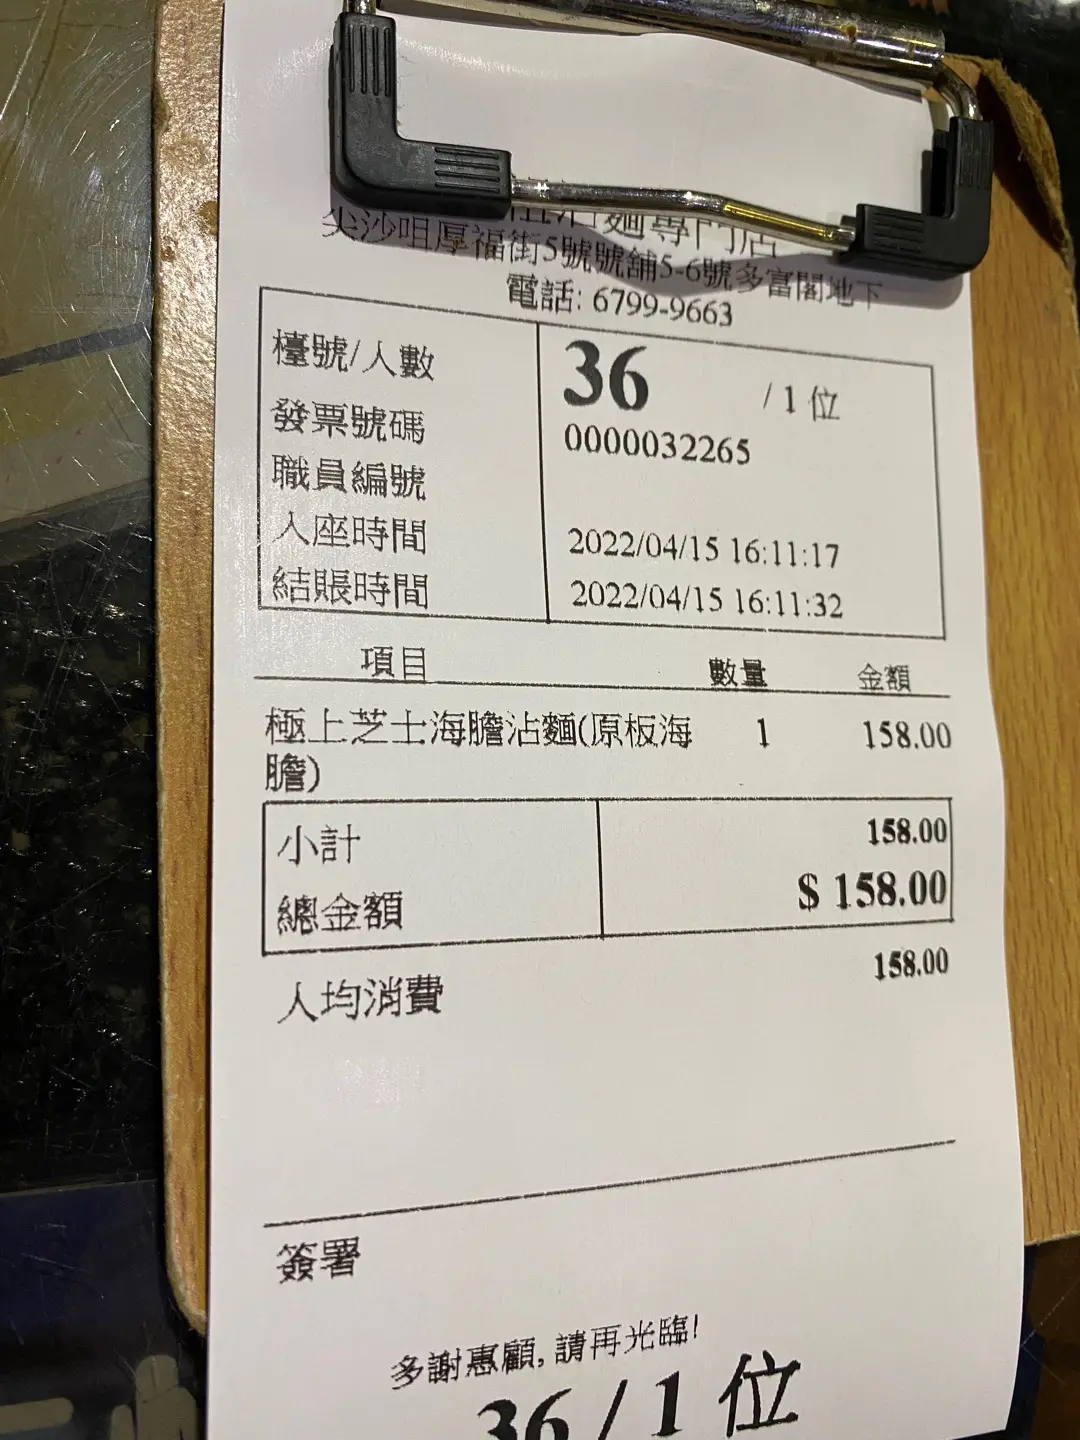 麵專門店
尖沙咀厚福街5號號舖5-6號多富閣地下
電話: 6799-9663
檯號/人數 36 / 1 位
發票號碼 0000032265
職員編號
入座時間 2022/04/15 16:11:17
結賬時間 2022/04/15 16:11:32
項目 數量 金額
極上芝士海膽沾麵(原板海 1 158.00
膽)
小計 158.00
總金額 $ 158.00
人均消費 158.00
簽署
多謝惠顧, 請再光臨!
36 / 1 位